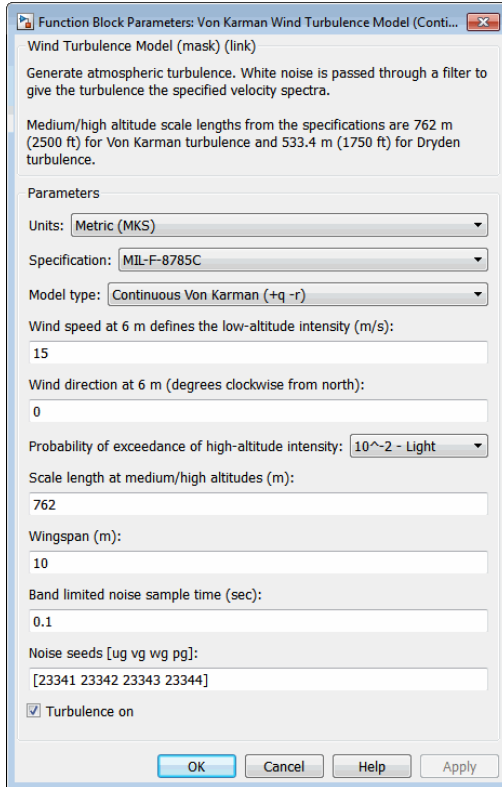 Function Block Parameters: Von Karman Wind Turbulence Model (Conti...
Wind Turbulence Model (mask) (link)
Generate atmospheric turbulence. White noise is passed through a filter to
give the turbulence the specified velocity spectra.
Medium/high altitude scale lengths from the specifications are 762 m
(2500 ft) for Von Karman turbulence and 533.4 m (1750 ft) for Dryden
turbulence.
Parameters
Units: Metric (MKS)
Specification: MIL-F-8785C
Model type: Continuous Von Karman (+q -r)
Wind speed at 6 m defines the low-altitude intensity (m/s):
15
Wind direction at 6 m (degrees clockwise from north):
0
Probability of exceedance of high-altitude intensity: 10^-2 - Light
Scale length at medium/high altitudes (m):
762
Wingspan (m):
10
Band limited noise sample time (sec):
0.1
Noise seeds [ug vg wg pg]:
[23341 23342 23343 23344]
Turbulence on
OK Cancel Help Apply